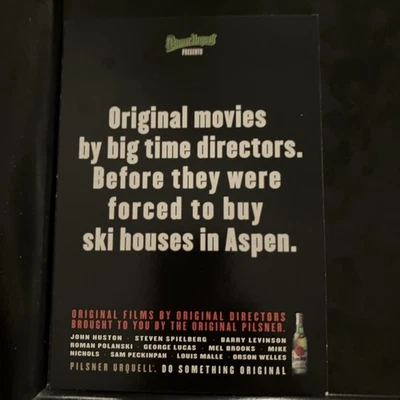 Pilsner Urquell
PRESENTS
Original movies
by big time directors.
Before they were
forced to buy
ski houses in Aspen.
ORIGINAL FILMS BY ORIGINAL DIRECTORS
BROUGHT TO YOU BY THE ORIGINAL PILSNER.
JOHN HUSTON · STEVEN SPIELBERG · BARRY LEVINSON
ROMAN POLANSKI · GEORGE LUCAS · MEL BROOKS · MIKE
NICHOLS · SAM PECKINPAH · LOUIS MALLE · ORSON WELLES
PILSNER URQUELL. DO SOMETHING ORIGINAL